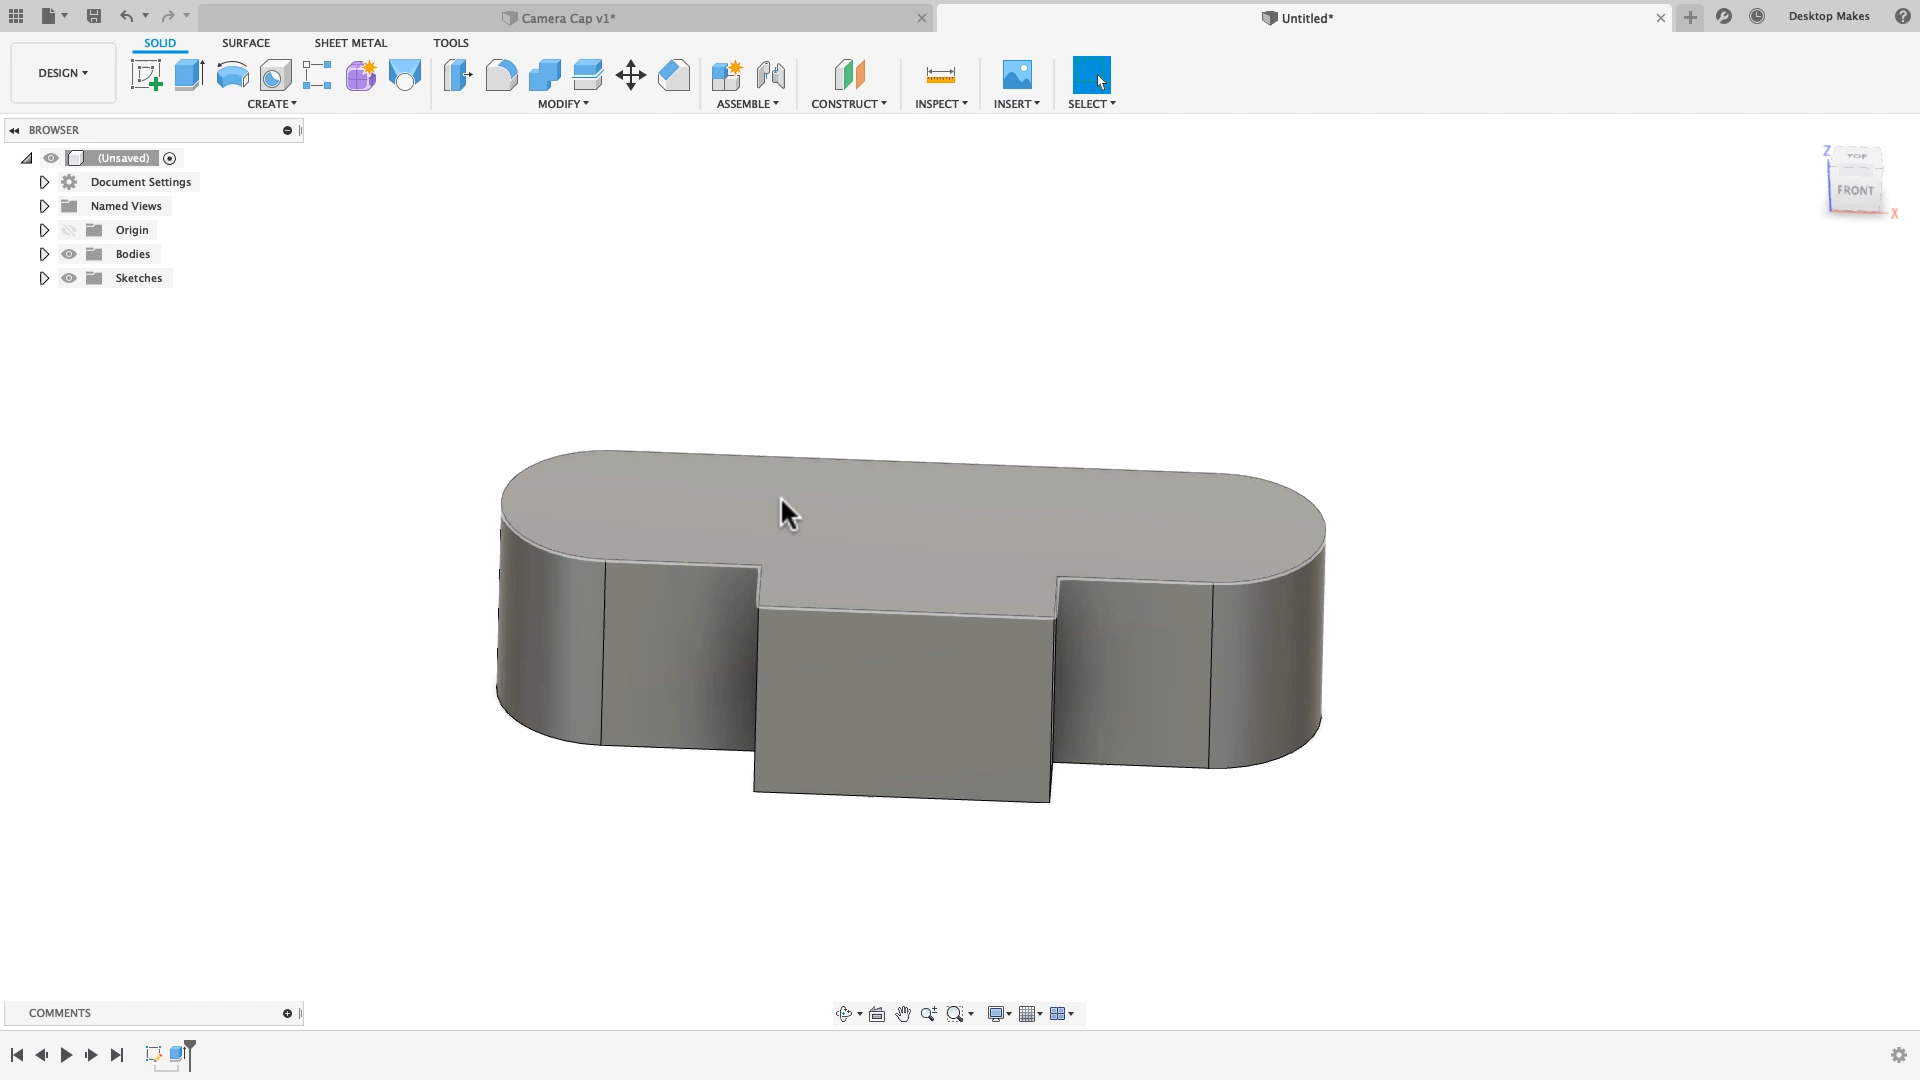 Camera Cap v1*
Untitled*
Desktop Makes
DESIGN
SOLID
SURFACE
SHEET METAL
TOOLS
CREATE
MODIFY
ASSEMBLE
CONSTRUCT
INSPECT
INSERT
SELECT
BROWSER
(Unsaved)
Document Settings
Named Views
Origin
Bodies
Sketches
Z
TOP
FRONT
X
COMMENTS